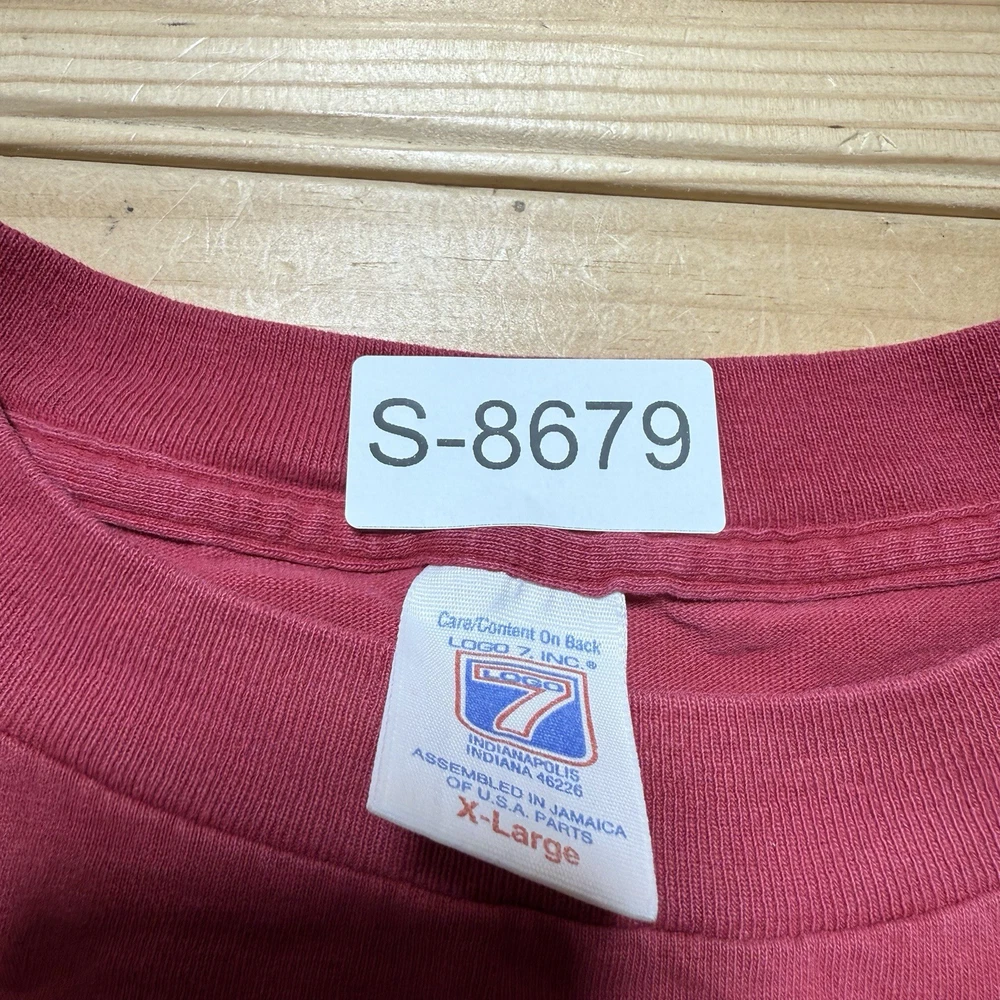 S-8679
Care/Content On Back
LOGO 7, INC.®
LOGO
7
INDIANAPOLIS
INDIANA 46226
ASSEMBLED IN JAMAICA
OF U.S.A. PARTS
X-Large